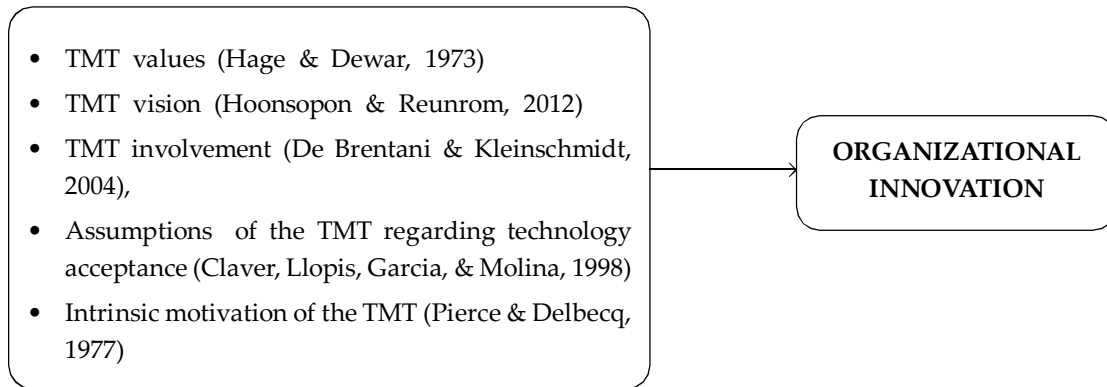 • TMT values (Hage & Dewar, 1973)
• TMT vision (Hoonsopon & Reunrom, 2012)
• TMT involvement (De Brentani & Kleinschmidt,
2004),
• Assumptions of the TMT regarding technology
acceptance (Claver, Llopis, Garcia, & Molina, 1998)
• Intrinsic motivation of the TMT (Pierce & Delbecq,
1977)
ORGANIZATIONAL
INNOVATION